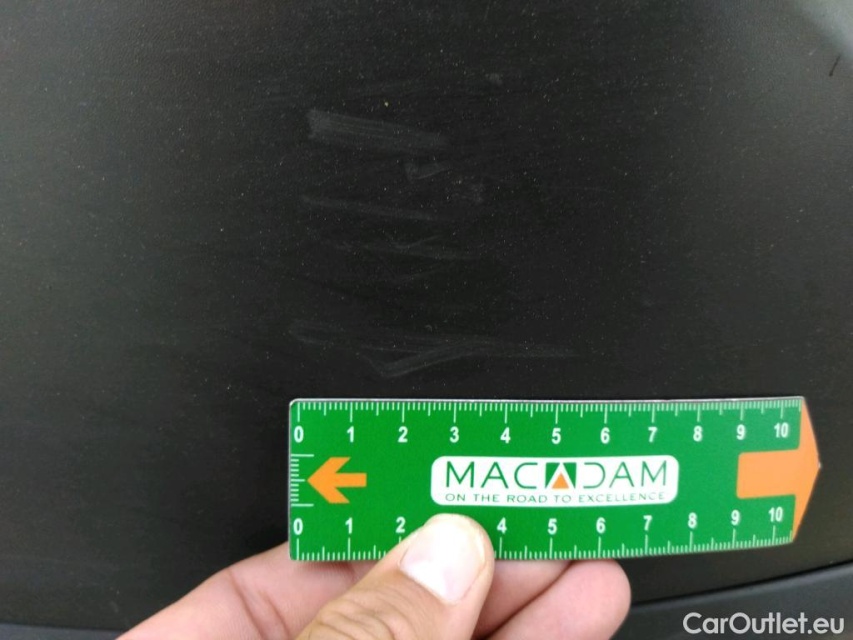 0 1 2 3 4 5 6 7 8 9 10
MACADAM
ON THE ROAD TO EXCELLENCE
0 1 2 4 5 6 7 8 9 10
CarOutlet.eu